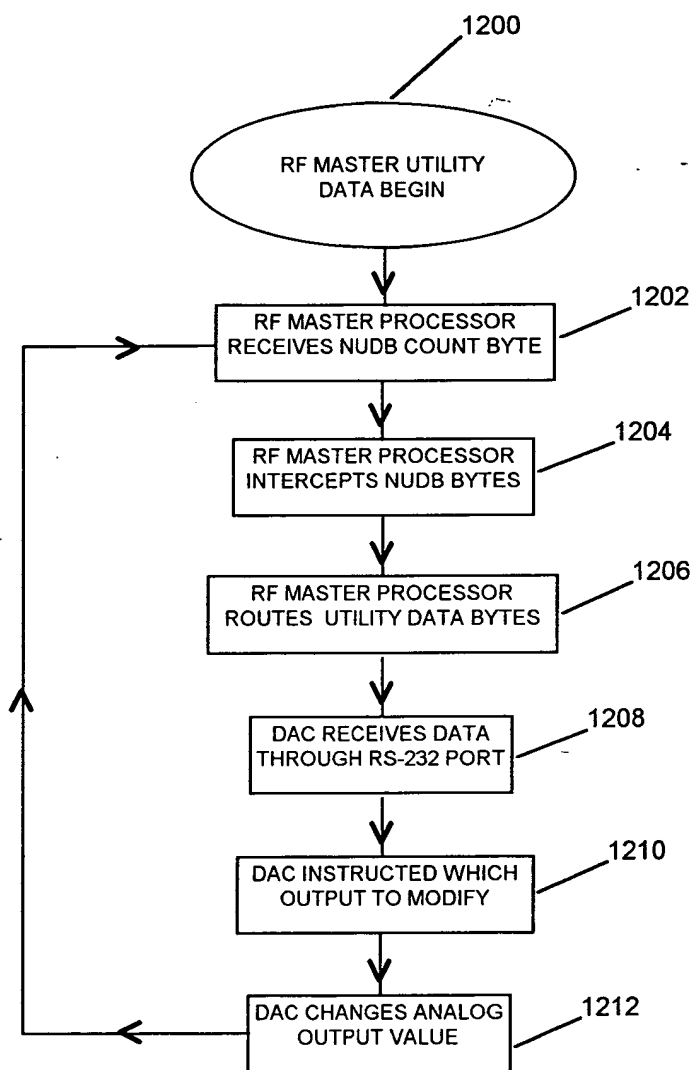 1200
RF MASTER UTILITY
DATA BEGIN
1202
RF MASTER PROCESSOR
RECEIVES NUDB COUNT BYTE
1204
RF MASTER PROCESSOR
INTERCEPTS NUDB BYTES
1206
RF MASTER PROCESSOR
ROUTES UTILITY DATA BYTES
1208
DAC RECEIVES DATA
THROUGH RS-232 PORT
1210
DAC INSTRUCTED WHICH
OUTPUT TO MODIFY
1212
DAC CHANGES ANALOG
OUTPUT VALUE